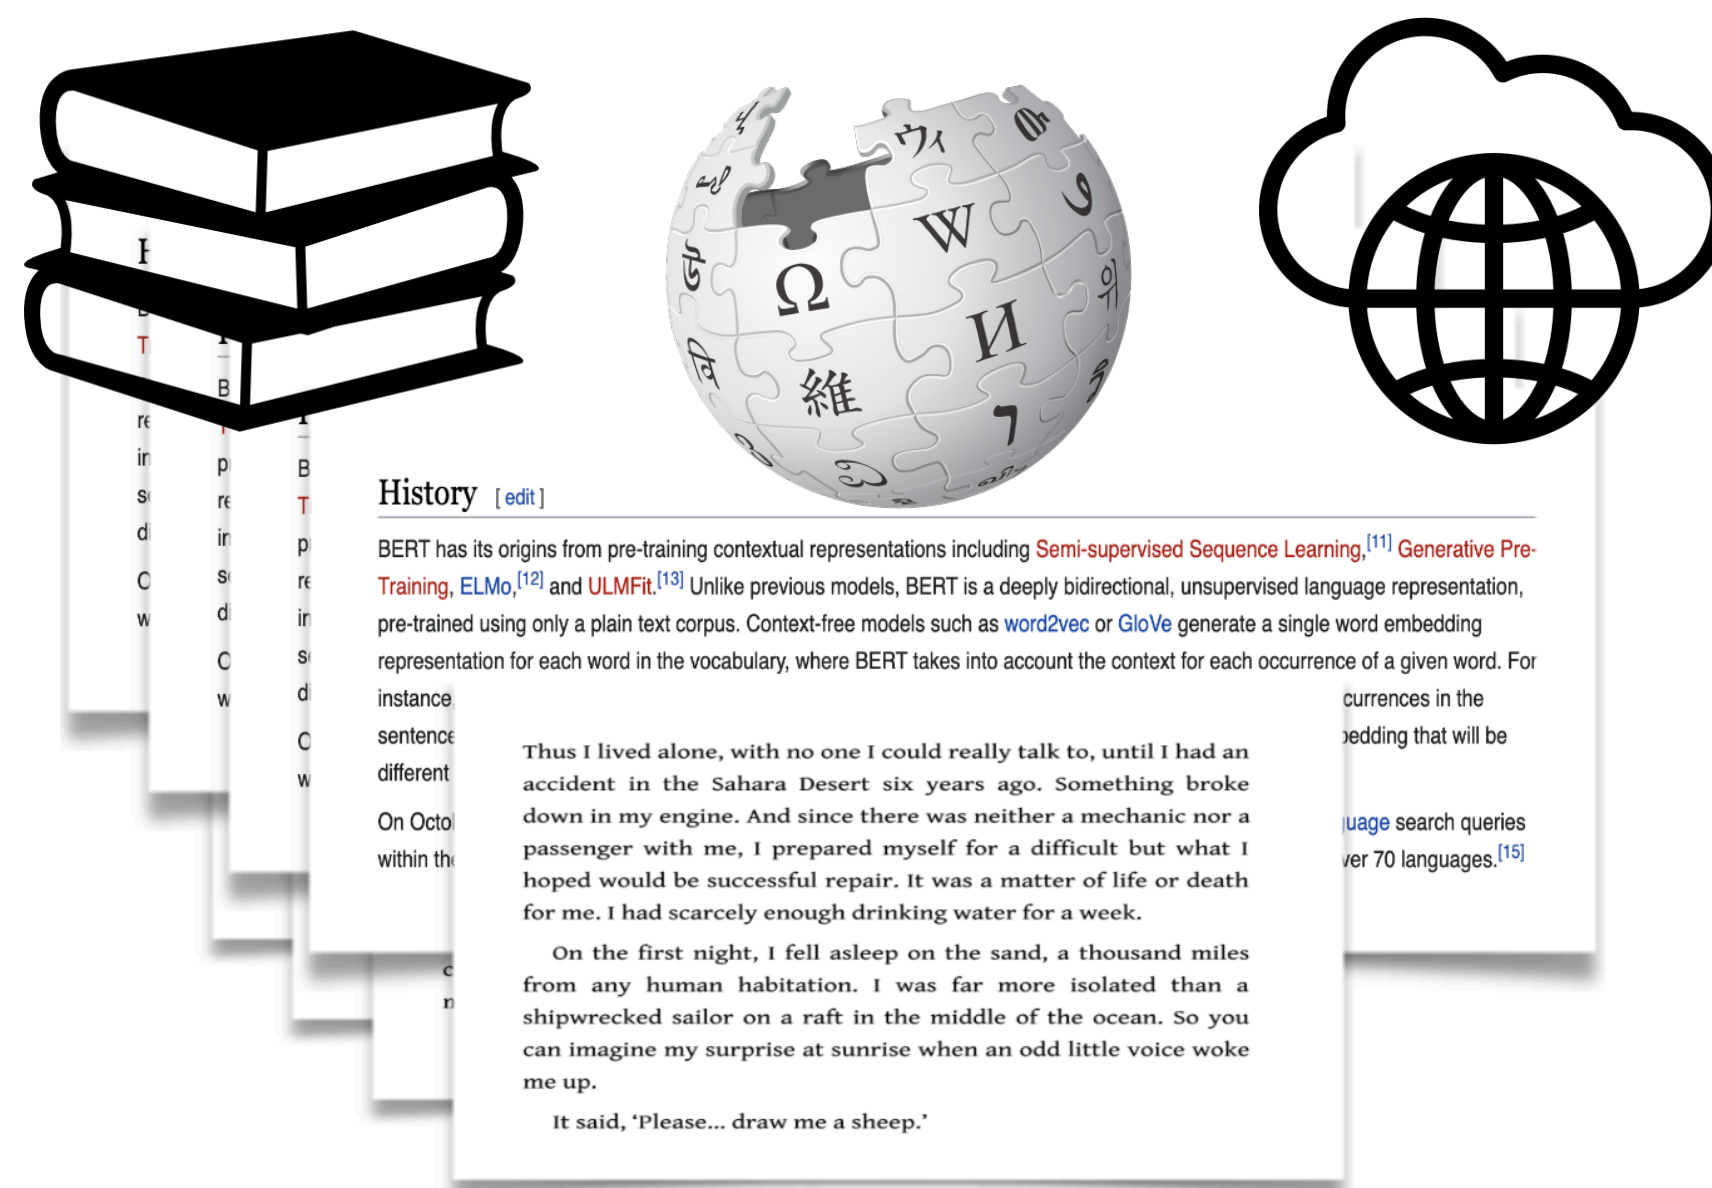 History [ edit ]
BERT has its origins from pre-training contextual representations including Semi-supervised Sequence Learning,[11] Generative Pre-
Training, ELMo,[12] and ULMFit.[13] Unlike previous models, BERT is a deeply bidirectional, unsupervised language representation,
pre-trained using only a plain text corpus. Context-free models such as word2vec or GloVe generate a single word embedding
representation for each word in the vocabulary, where BERT takes into account the context for each occurrence of a given word. For
instance currences in the
sentence bedding that will be
different
On Octo uage search queries
within the ver 70 languages.[15]
Thus I lived alone, with no one I could really talk to, until I had an
accident in the Sahara Desert six years ago. Something broke
down in my engine. And since there was neither a mechanic nor a
passenger with me, I prepared myself for a difficult but what I
hoped would be successful repair. It was a matter of life or death
for me. I had scarcely enough drinking water for a week.
On the first night, I fell asleep on the sand, a thousand miles
from any human habitation. I was far more isolated than a
shipwrecked sailor on a raft in the middle of the ocean. So you
can imagine my surprise at sunrise when an odd little voice woke
me up.
It said, ‘Please... draw me a sheep.’